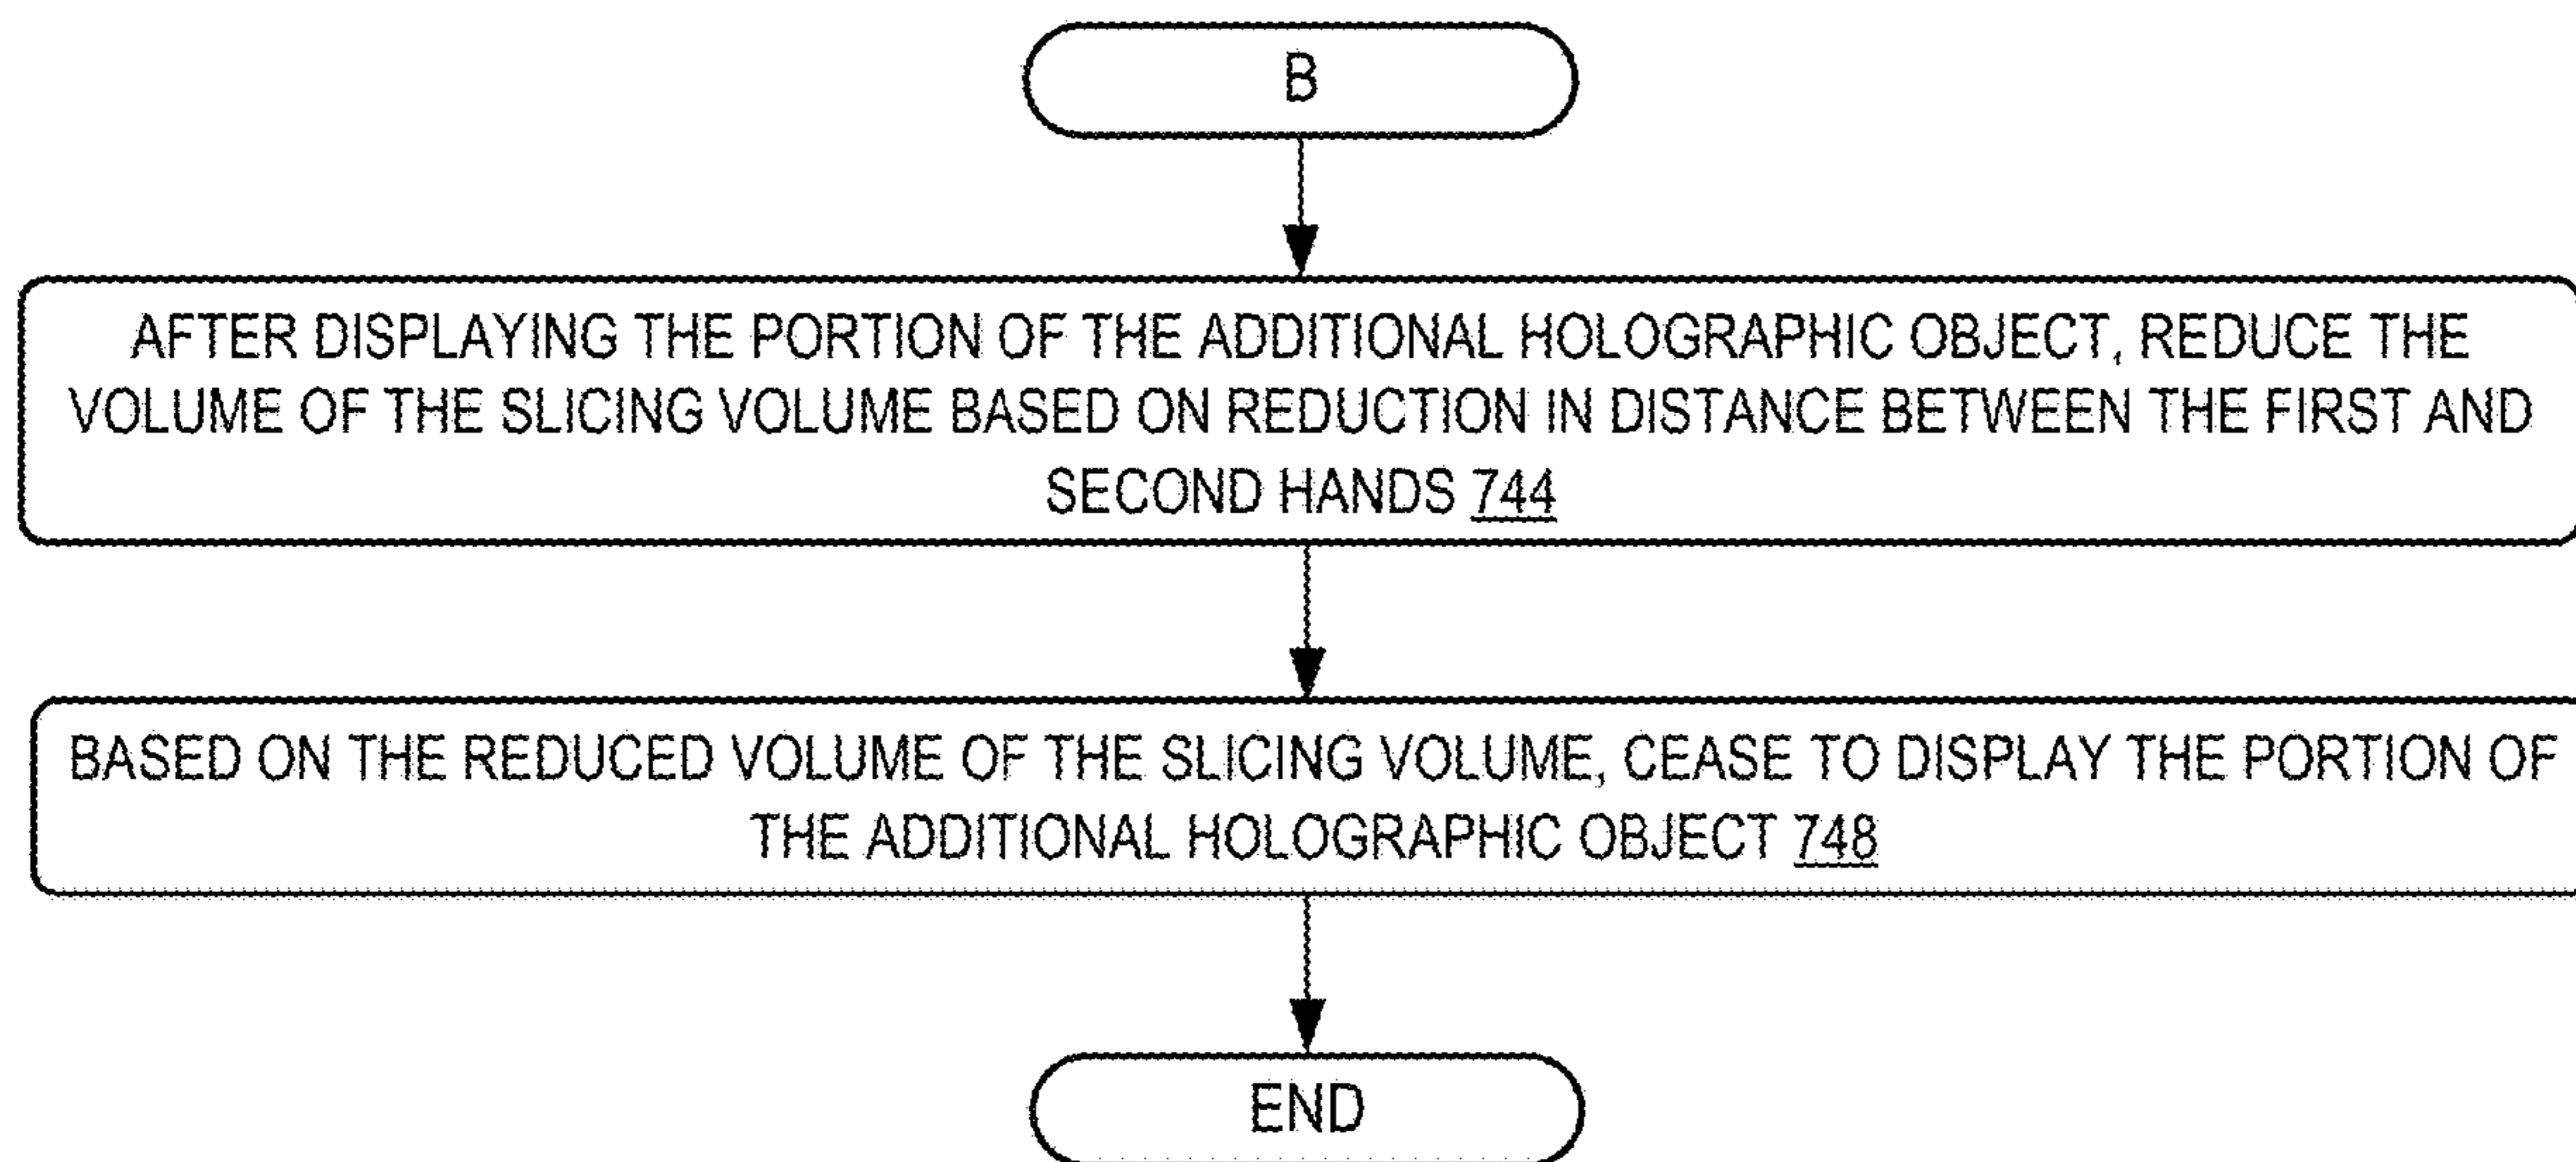 B
AFTER DISPLAYING THE PORTION OF THE ADDITIONAL HOLOGRAPHIC OBJECT, REDUCE THE
VOLUME OF THE SLICING VOLUME BASED ON REDUCTION IN DISTANCE BETWEEN THE FIRST AND
SECOND HANDS 744
BASED ON THE REDUCED VOLUME OF THE SLICING VOLUME, CEASE TO DISPLAY THE PORTION OF
THE ADDITIONAL HOLOGRAPHIC OBJECT 748
END